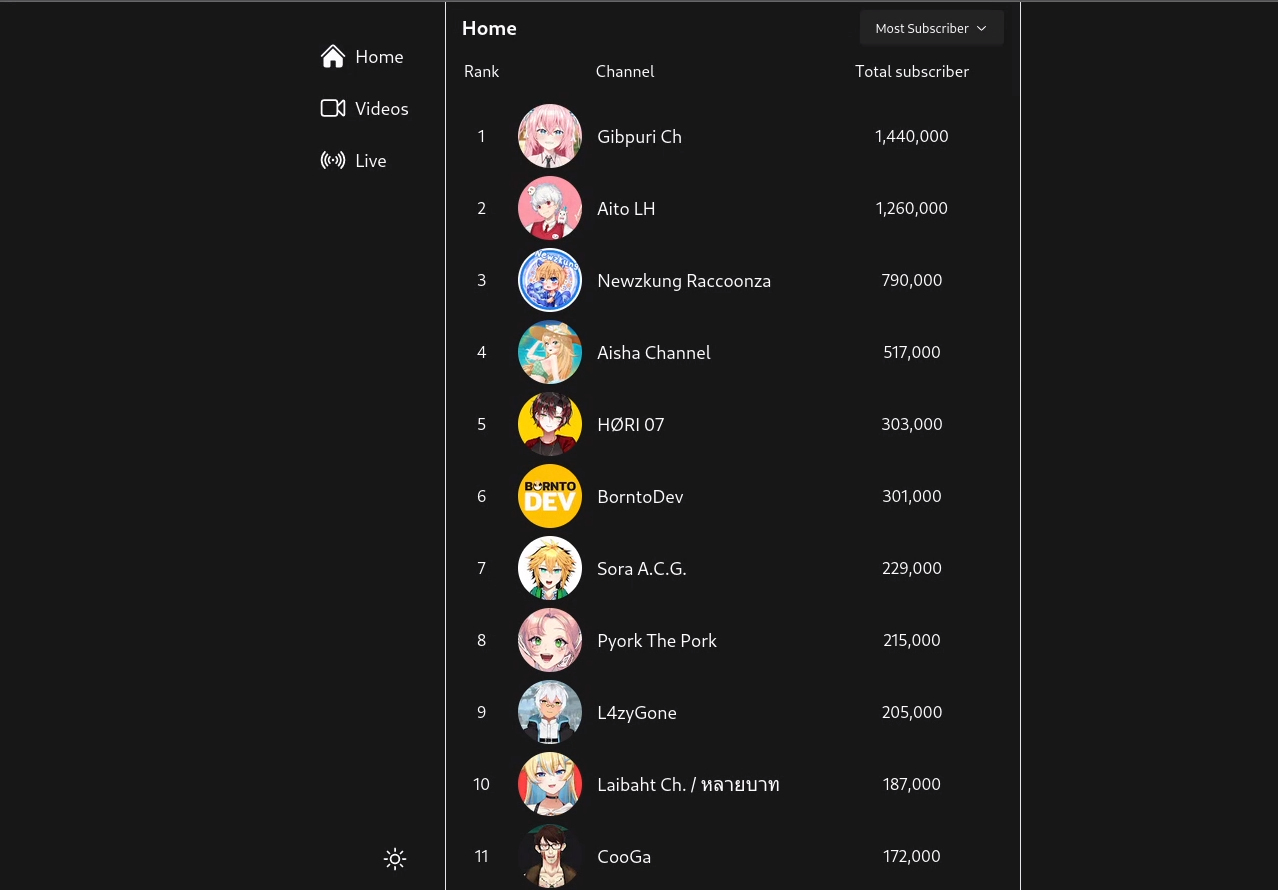 Home
Videos
Live
Home
Most Subscriber
Rank Channel Total subscriber
1 Gibpuri Ch 1,440,000
2 Aito LH 1,260,000
Newzkung
3 Newzkung Raccoonza 790,000
4 Aisha Channel 517,000
5 HØRI 07 303,000
BORNTO
DEV
6 BorntoDev 301,000
7 Sora A.C.G. 229,000
8 Pyork The Pork 215,000
9 L4zyGone 205,000
10 Laibaht Ch. / หลายบาท 187,000
11 CooGa 172,000